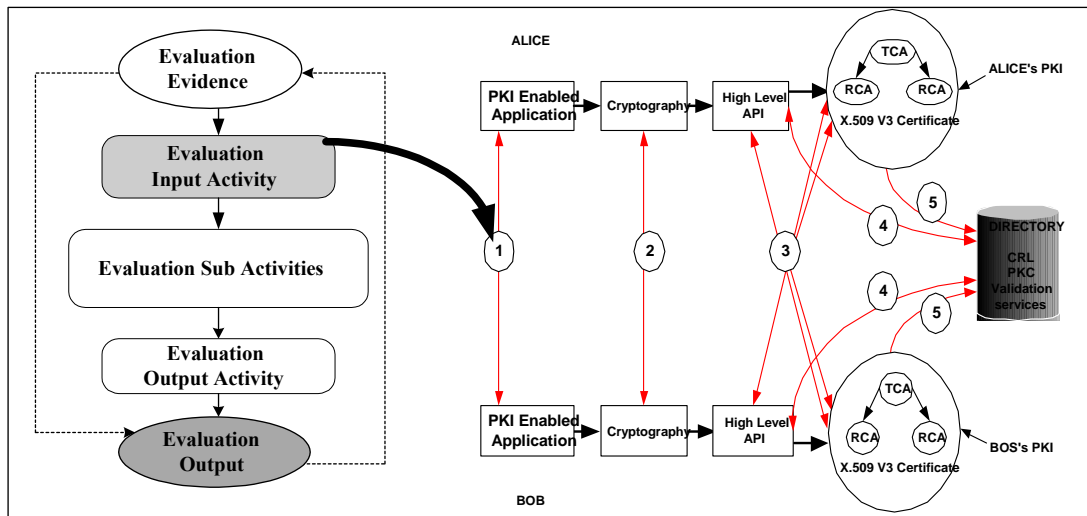 Evaluation
Evidence
Evaluation
Input Activity
Evaluation Sub Activities
Evaluation
Output Activity
Evaluation
Output
ALICE
PKI Enabled
Application
Cryptography
High Level
API
TCA
RCA
RCA
X.509 V3 Certificate
ALICE's PKI
1
2
3
4
5
4
5
DIRECTORY
CRL
PKC
Validation
services
PKI Enabled
Application
Cryptography
High Level
API
TCA
RCA
RCA
X.509 V3 Certificate
BOS's PKI
BOB